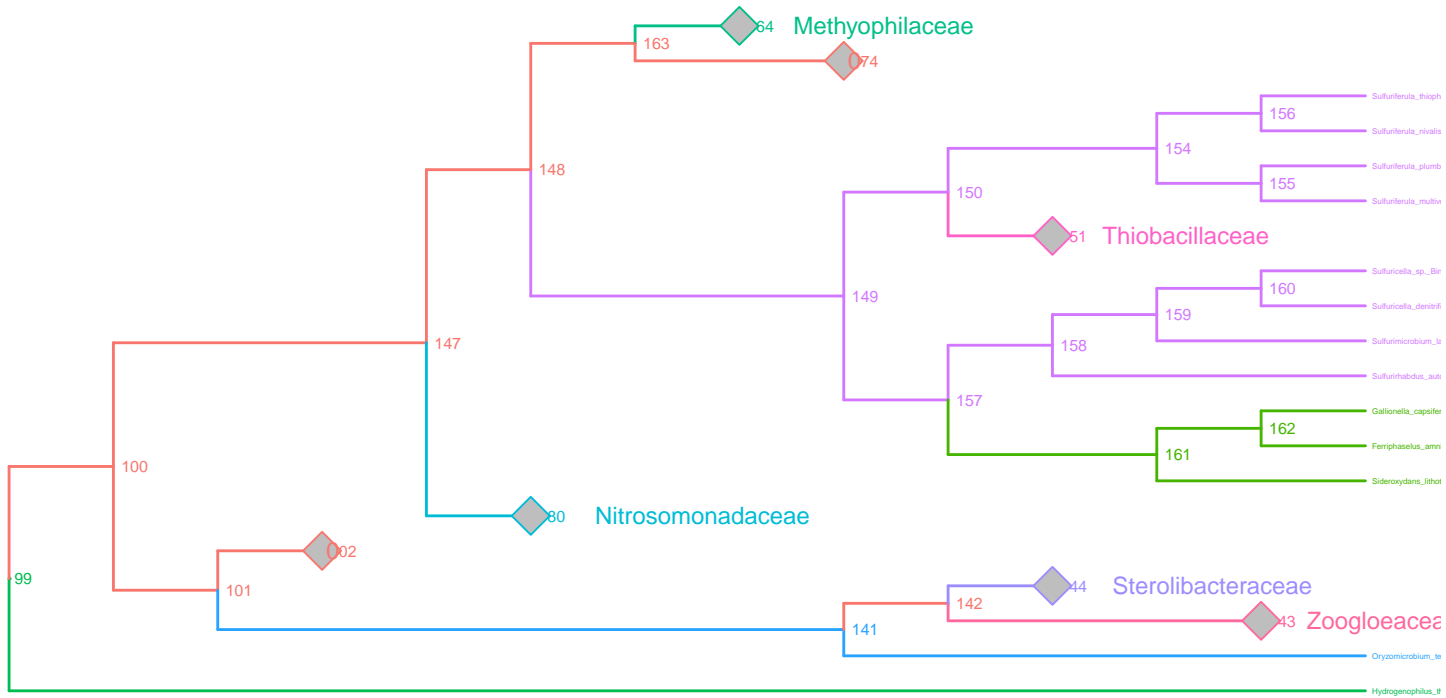 64 Methyophilaceae
163
074
Sulfuriferula_thioph
156
Sulfuriferula_nivalis
154
Sulfuriferula_plumb
148
155
150
Sulfuriferula_multiv
51 Thiobacillaceae
Sulfuricella_sp._Bin
160
149
Sulfuricella_denitrifi
159
Sulfurimicrobium_la
147
158
Sulfurirhabdus_auto
157
Gallionella_capsifer
162
Ferriphaselus_amni
161
100
Sideroxydans_lithot
80 Nitrosomonadaceae
002
99
44 Sterolibacteraceae
101
142
43 Zoogloeacea
141
Oryzomicrobium_te
Hydrogenophilus_th